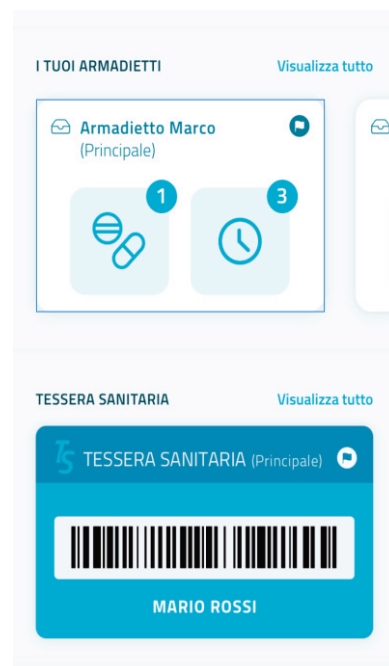 I TUOI ARMADIETTI Visualizza tutto
Armadietto Marco
(Principale)
1 3
TESSERA SANITARIA Visualizza tutto
TS TESSERA SANITARIA (Principale)
MARIO ROSSI